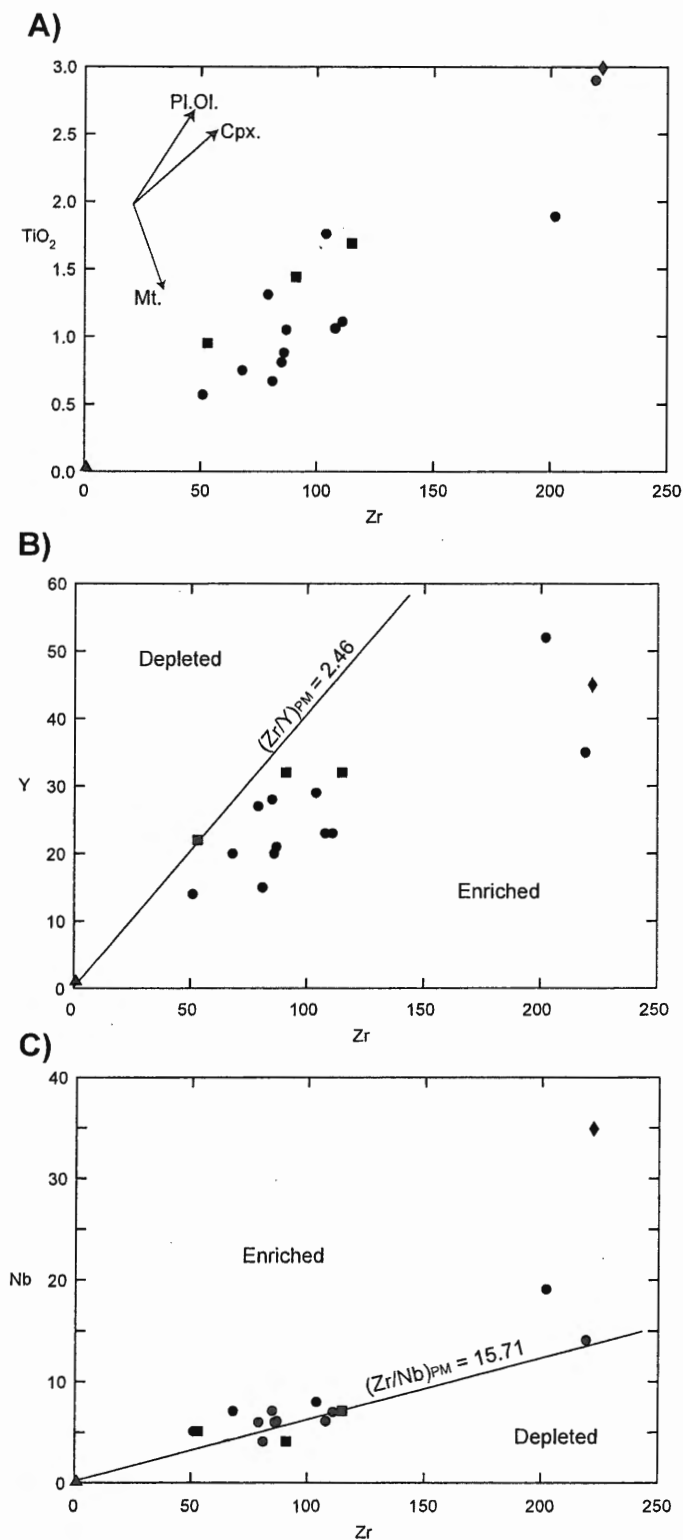 A)
3.0
2.5
2.0
TiO2
1.5
1.0
0.5
0.0
Pl.Ol.
Cpx.
Mt.
0 50 100 150 200 250
Zr
B)
60
50
40
Y
30
20
10
0
Depleted
(Zr/Y)PM = 2.46
Enriched
0 50 100 150 200 250
Zr
C)
40
30
Nb
20
10
0
Enriched
(Zr/Nb)PM = 15.71
Depleted
0 50 100 150 200 250
Zr